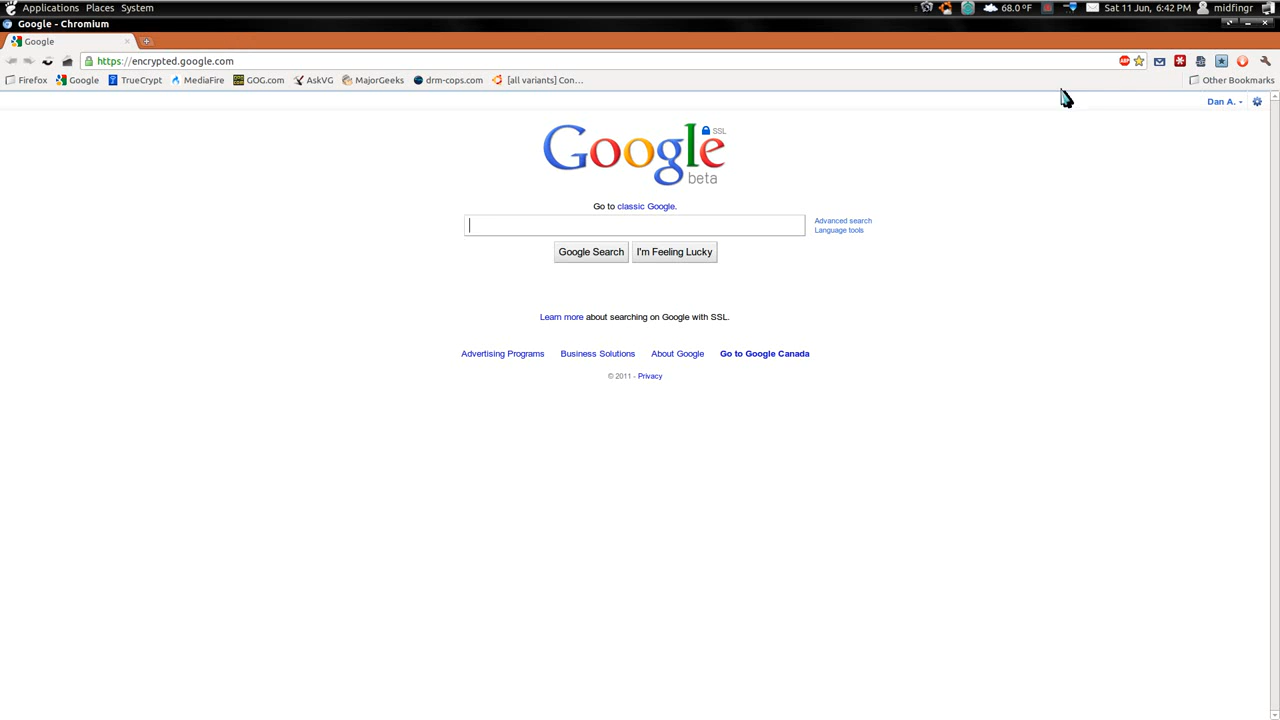 Applications Places System 68.0 °F Sat 11 Jun, 6:42 PM midfingr
Google - Chromium
Google
https://encrypted.google.com
Firefox Google TrueCrypt MediaFire GOG.com AskVG MajorGeeks drm-cops.com [all variants] Con... Other Bookmarks
Dan A.
Google SSL
beta
Go to classic Google.
Advanced search
Language tools
Google Search I'm Feeling Lucky
Learn more about searching on Google with SSL.
Advertising Programs Business Solutions About Google Go to Google Canada
© 2011 - Privacy